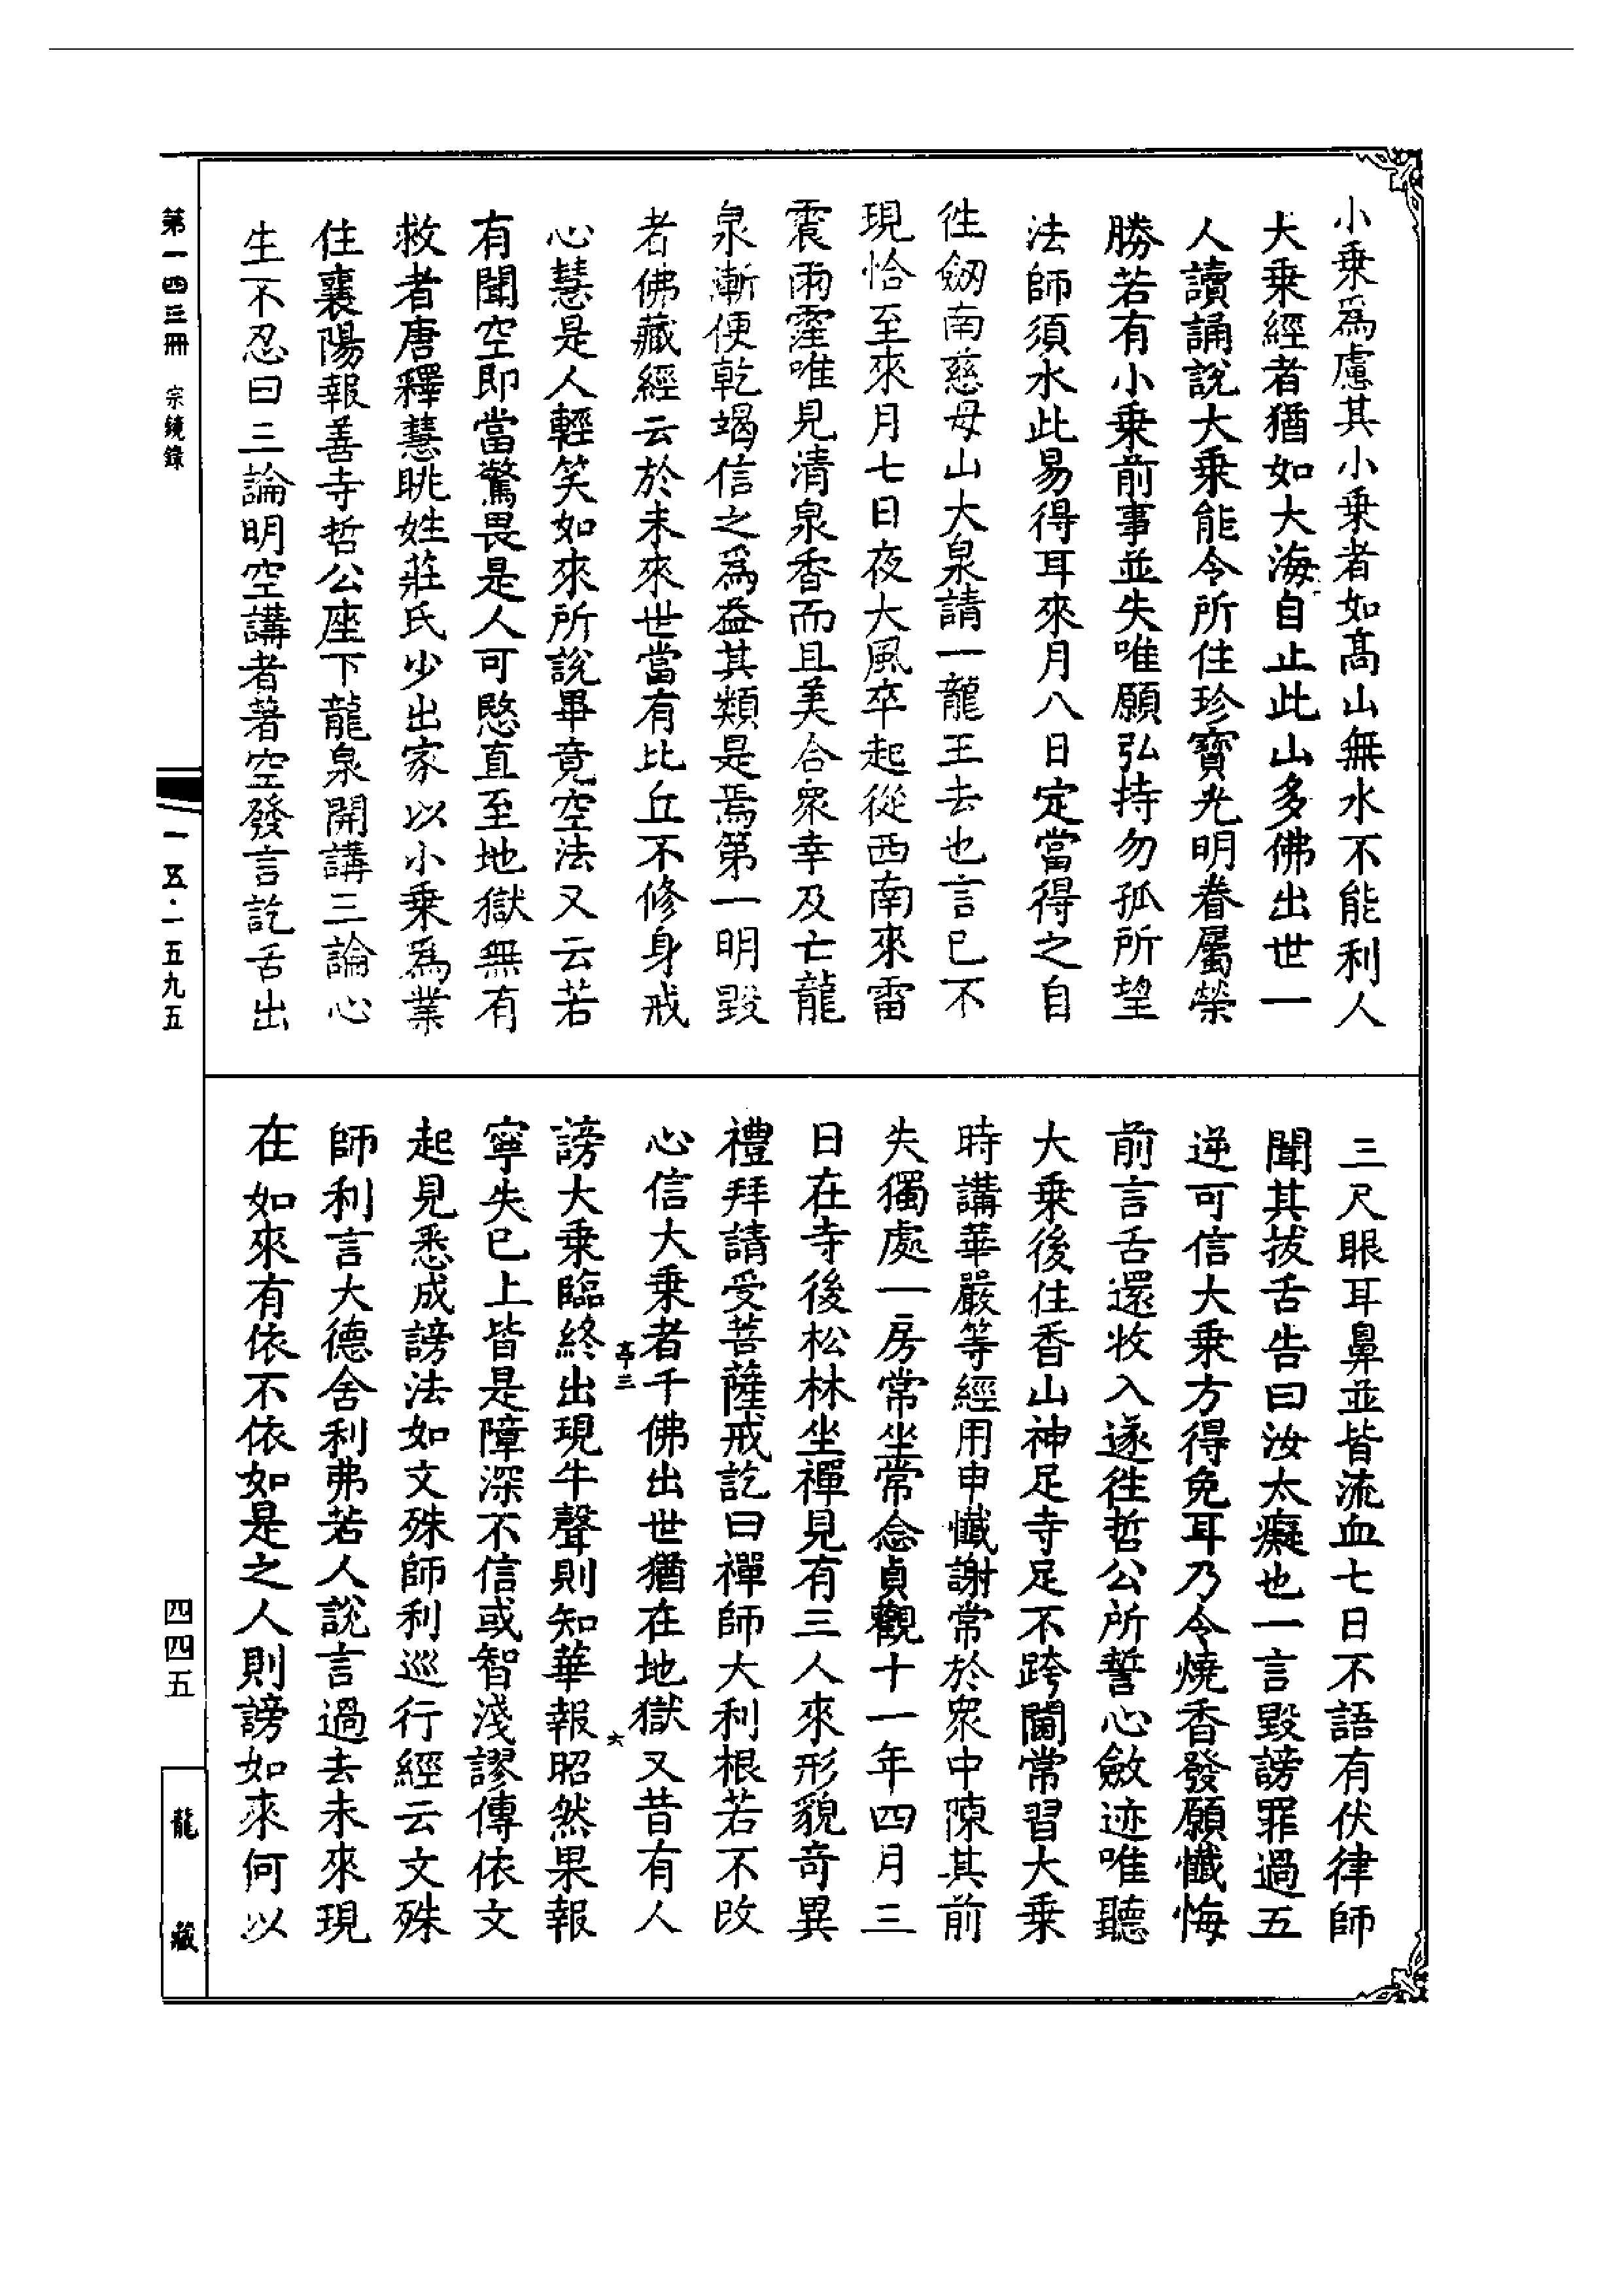 小乗爲慮其小乗者如髙山無水不能利人
大乗經者猶如大海自止此山多佛出世一
人讀誦說大乗能令所住珍寳光明眷屬榮
勝若有小乗前事並失唯願弘持勿孤所望
法師須水此易得耳來月八日定當得之自
徃劒南慈母山大泉請一龍王去也言已不
現恰至來月七日夜大風卒起從西南來雷
震雨霔唯見清泉香而且美合衆幸及亡龍
泉漸便乾竭信之爲益其類是焉第一明毀
者佛藏經云於未來世當有比丘不修身戒
心慧是人輕笑如來所說畢竟空法又云若
有聞空即當驚畏是人可愍直至地獄無有
救者唐釋慧眺姓莊氏少出家以小乗爲業
住襄陽報善寺哲公座下龍泉開講三論心
生不忍曰三論明空講者著空發言訖舌出
三尺眼耳鼻並皆流血七日不語有伏律師
聞其拔舌告曰汝太癡也一言毀謗罪過五
逆可信大乗方得免耳乃令燒香發願懺悔
前言舌還收入遂徃哲公所誓心斂迹唯聽
大乗後住香山神足寺足不跨閫常習大乗
時講華嚴等經用申懺謝常於衆中陳其前
失獨處一房常坐常念貞觀十一年四月三
日在寺後松林坐禪見有三人來形貌奇異
禮拜請受菩薩戒訖曰禪師大利根若不改
心信大乗者千佛出世猶在地獄又昔有人
謗大乗臨終出現牛聲則知華報昭然果報
寧失已上皆是障深不信或智淺謬傳依文
起見悉成謗法如文殊師利巡行經云文殊
師利言大德舍利弗若人說言過去未來現
在如來有依不依如是之人則謗如來何以
第一四三冊 宗鏡錄
一五·一五九五
四四五
龍藏